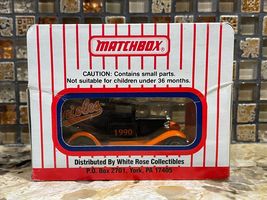 MATCHBOX
CAUTION: Contains small parts.
Not suitable for children under 36 months.
Orioles
1990
Distributed By White Rose Collectibles
P.O. Box 2701, York, PA 17405